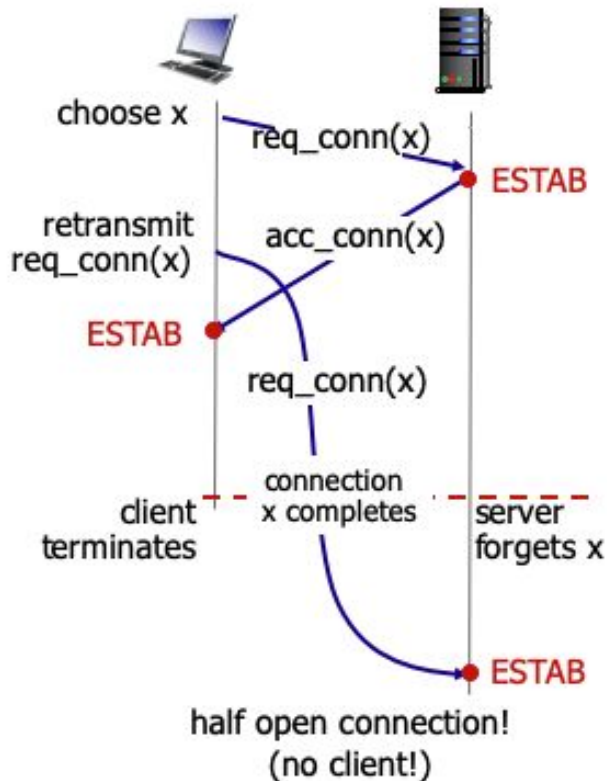 choose x
req_conn(x)
ESTAB
retransmit
req_conn(x)
acc_conn(x)
ESTAB
req_conn(x)
connection
x completes
client
terminates
server
forgets x
ESTAB
half open connection!
(no client!)